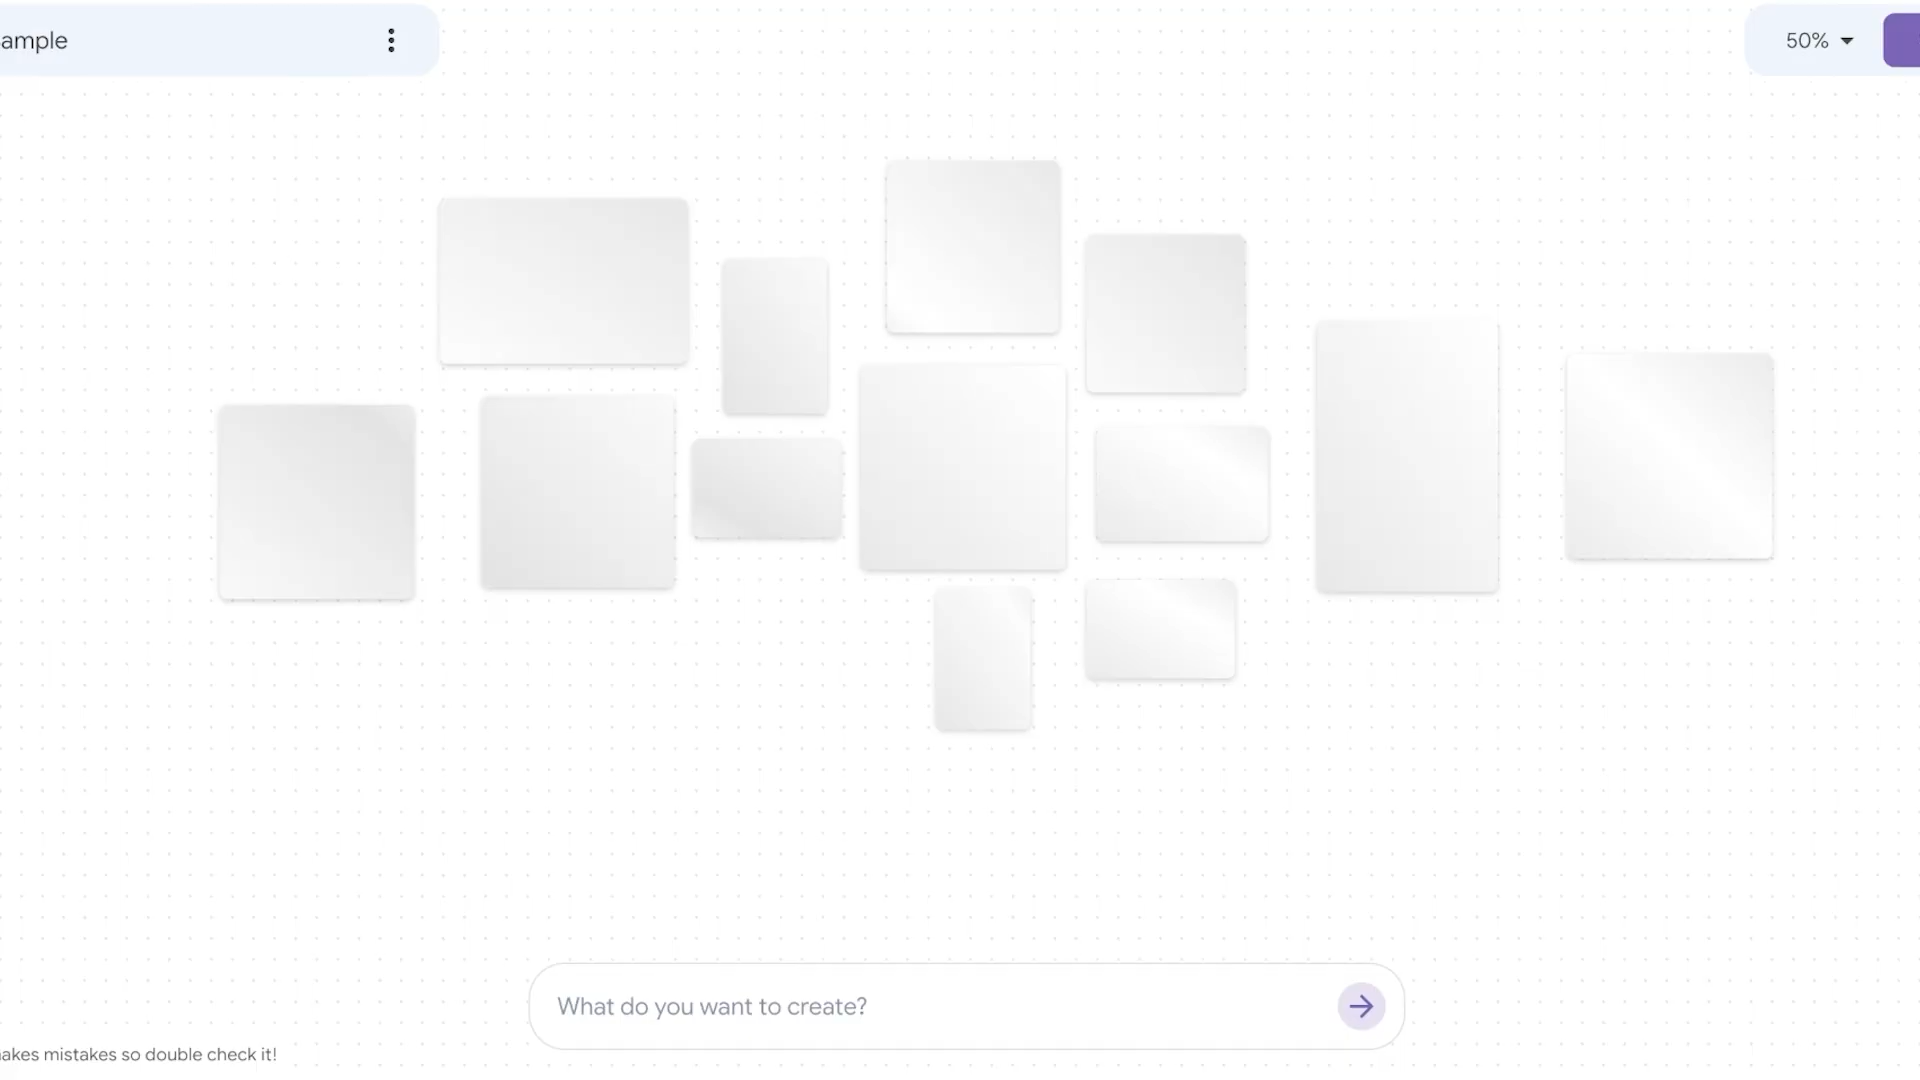 ample
50%
What do you want to create?
akes mistakes so double check it!